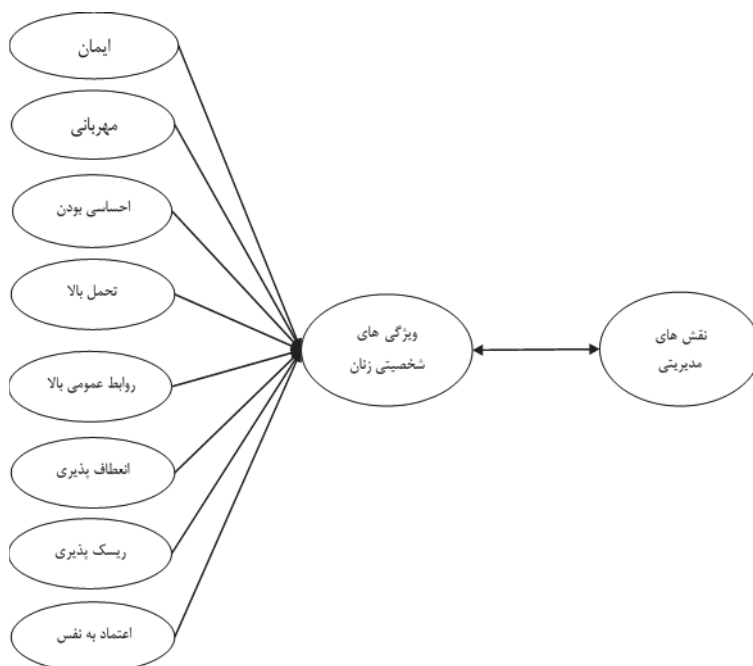 ایمان
مهربانی
احساسی بودن
تحمل بالا
روابط عمومی بالا
انعطاف پذیری
ریسک پذیری
اعتماد به نفس
ویژگی های
شخصیتی زنان
نقش های
مدیریتی